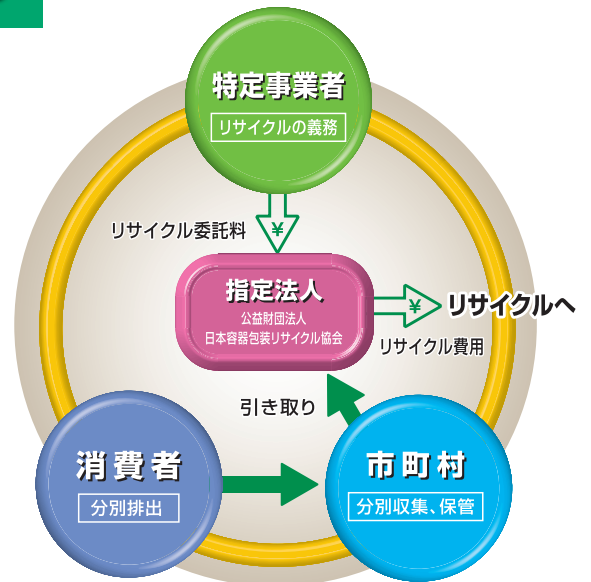 特定事業者
リサイクルの義務
リサイクル委託料
¥
指定法人
公益財団法人
日本容器包装リサイクル協会
¥
リサイクルへ
リサイクル費用
引き取り
消費者
分別排出
市町村
分別収集、保管